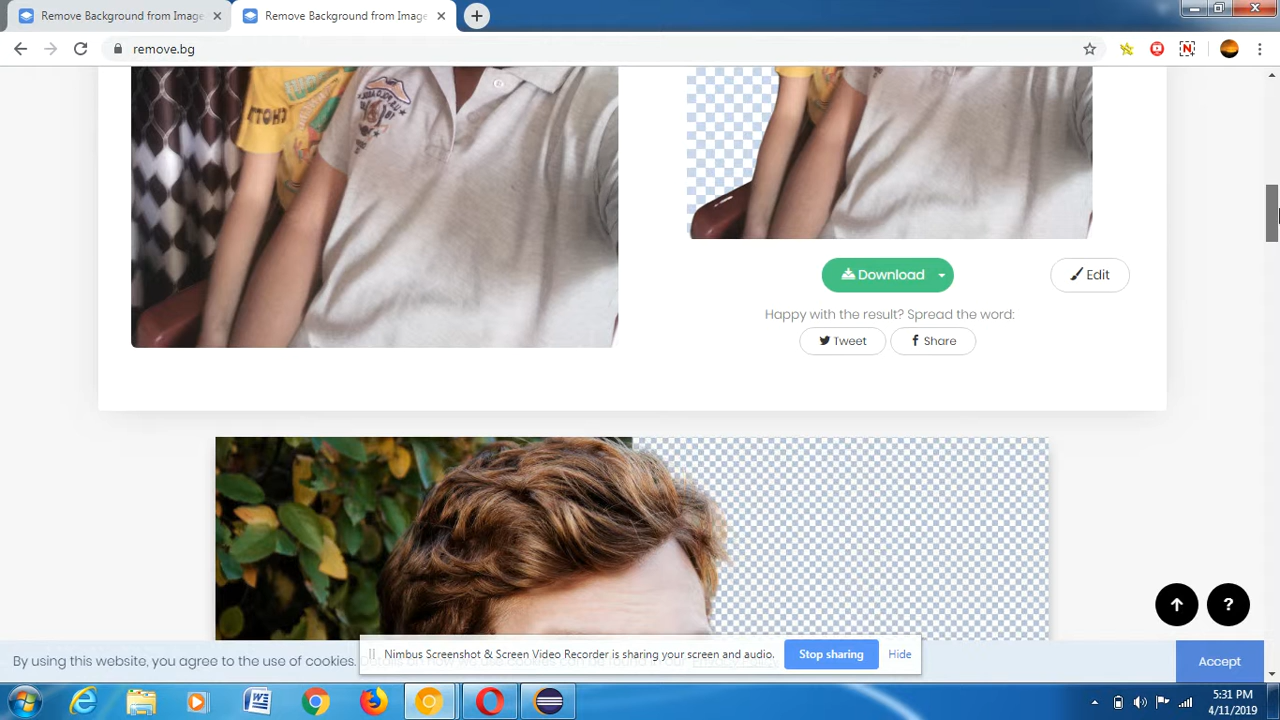 Remove Background from Image
Remove Background from Image
remove.bg
Download
Edit
Happy with the result? Spread the word:
Tweet
Share
?
By using this website, you agree to the use of cookies.
Nimbus Screenshot & Screen Video Recorder is sharing your screen and audio.
Stop sharing
Hide
Accept
5:31 PM
4/11/2019